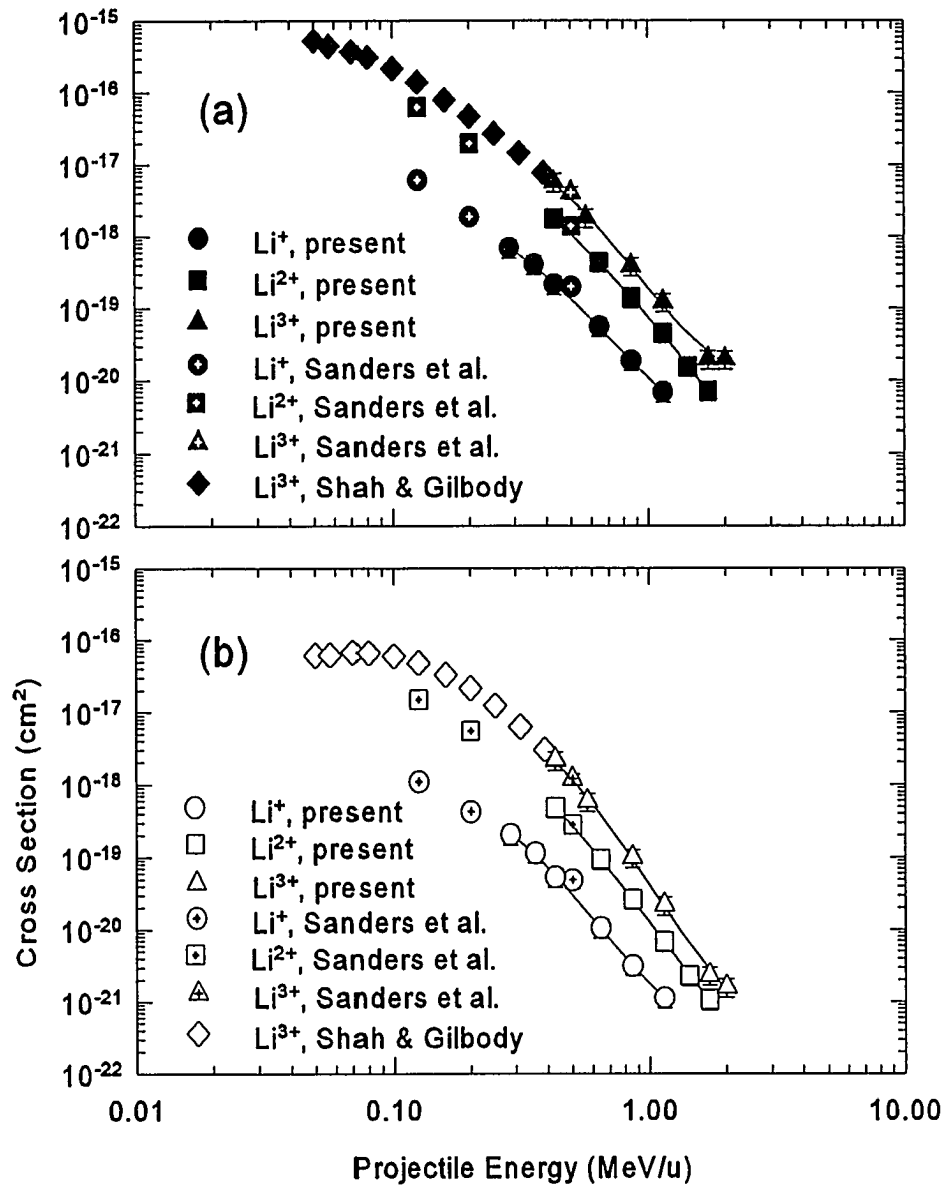 10⁻¹⁵
10⁻¹⁶
10⁻¹⁷
10⁻¹⁸
10⁻¹⁹
10⁻²⁰
10⁻²¹
10⁻²²
(a)
Li⁺, present
Li²⁺, present
Li³⁺, present
Li⁺, Sanders et al.
Li²⁺, Sanders et al.
Li³⁺, Sanders et al.
Li³⁺, Shah & Gilbody
Cross Section (cm²)
10⁻¹⁵
10⁻¹⁶
10⁻¹⁷
10⁻¹⁸
10⁻¹⁹
10⁻²⁰
10⁻²¹
10⁻²²
(b)
Li⁺, present
Li²⁺, present
Li³⁺, present
Li⁺, Sanders et al.
Li²⁺, Sanders et al.
Li³⁺, Sanders et al.
Li³⁺, Shah & Gilbody
0.01 0.10 1.00 10.00
Projectile Energy (MeV/u)